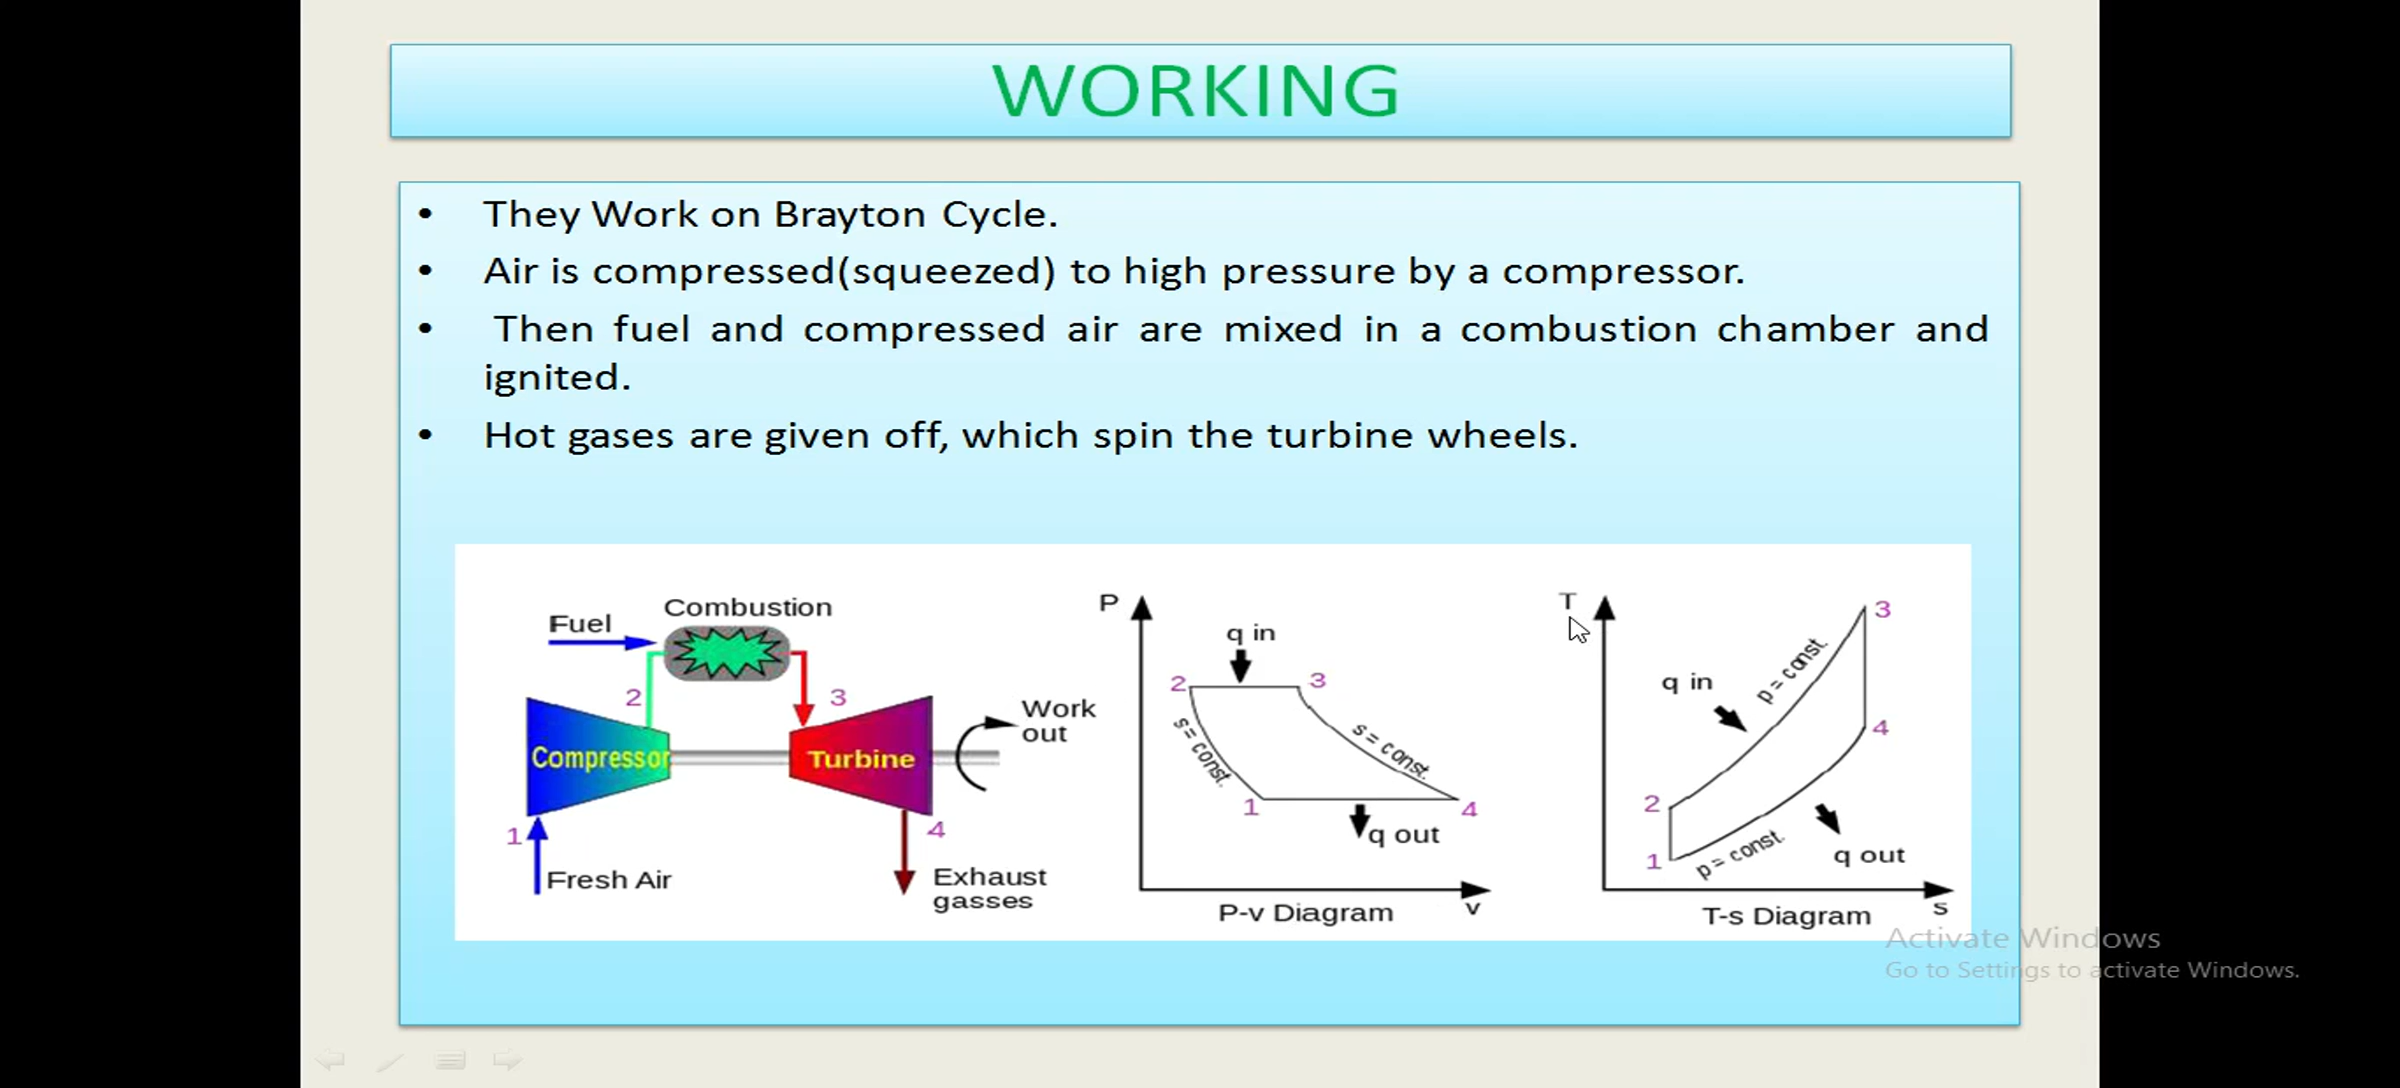 WORKING
• They Work on Brayton Cycle.
• Air is compressed(squeezed) to high pressure by a compressor.
• Then fuel and compressed air are mixed in a combustion chamber and
ignited.
• Hot gases are given off, which spin the turbine wheels.
Fuel
Combustion
2
3
Compressor
Turbine
Work
out
1
4
Fresh Air
Exhaust
gasses
P
q in
2
3
s = const.
s = const.
1
4
q out
v
P-v Diagram
T
3
q in
p = const.
4
2
1
p = const.
q out
s
T-s Diagram
Activate Windows
Go to Settings to activate Windows.